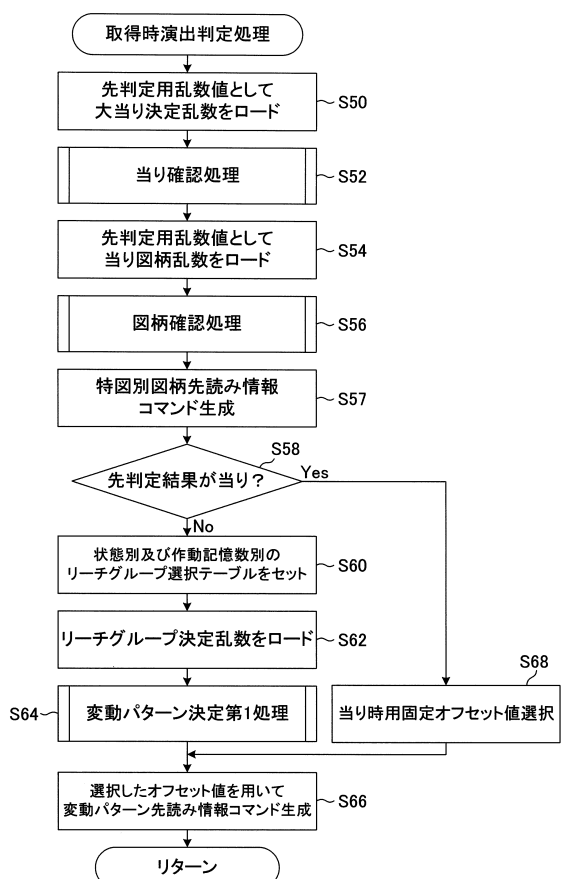 取得時演出判定処理
先判定用乱数値として
大当り決定乱数をロード
S50
当り確認処理
S52
先判定用乱数値として
当り図柄乱数をロード
S54
図柄確認処理
S56
特図別図柄先読み情報
コマンド生成
S57
S58
先判定結果が当り？
Yes
No
状態別及び作動記憶数別の
リーチグループ選択テーブルをセット
S60
リーチグループ決定乱数をロード
S62
S68
S64
変動パターン決定第1処理
当り時用固定オフセット値選択
選択したオフセット値を用いて
変動パターン先読み情報コマンド生成
S66
リターン